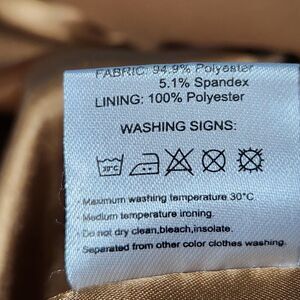 FABRIC: 94.9% Polyester
5.1% Spandex
LINING: 100% Polyester
WASHING SIGNS:
30°C
· Maximum washing temperature 30°C
· Medium temperature ironing.
· Do not dry clean,bleach,insolate.
Separated from other color clothes washing.